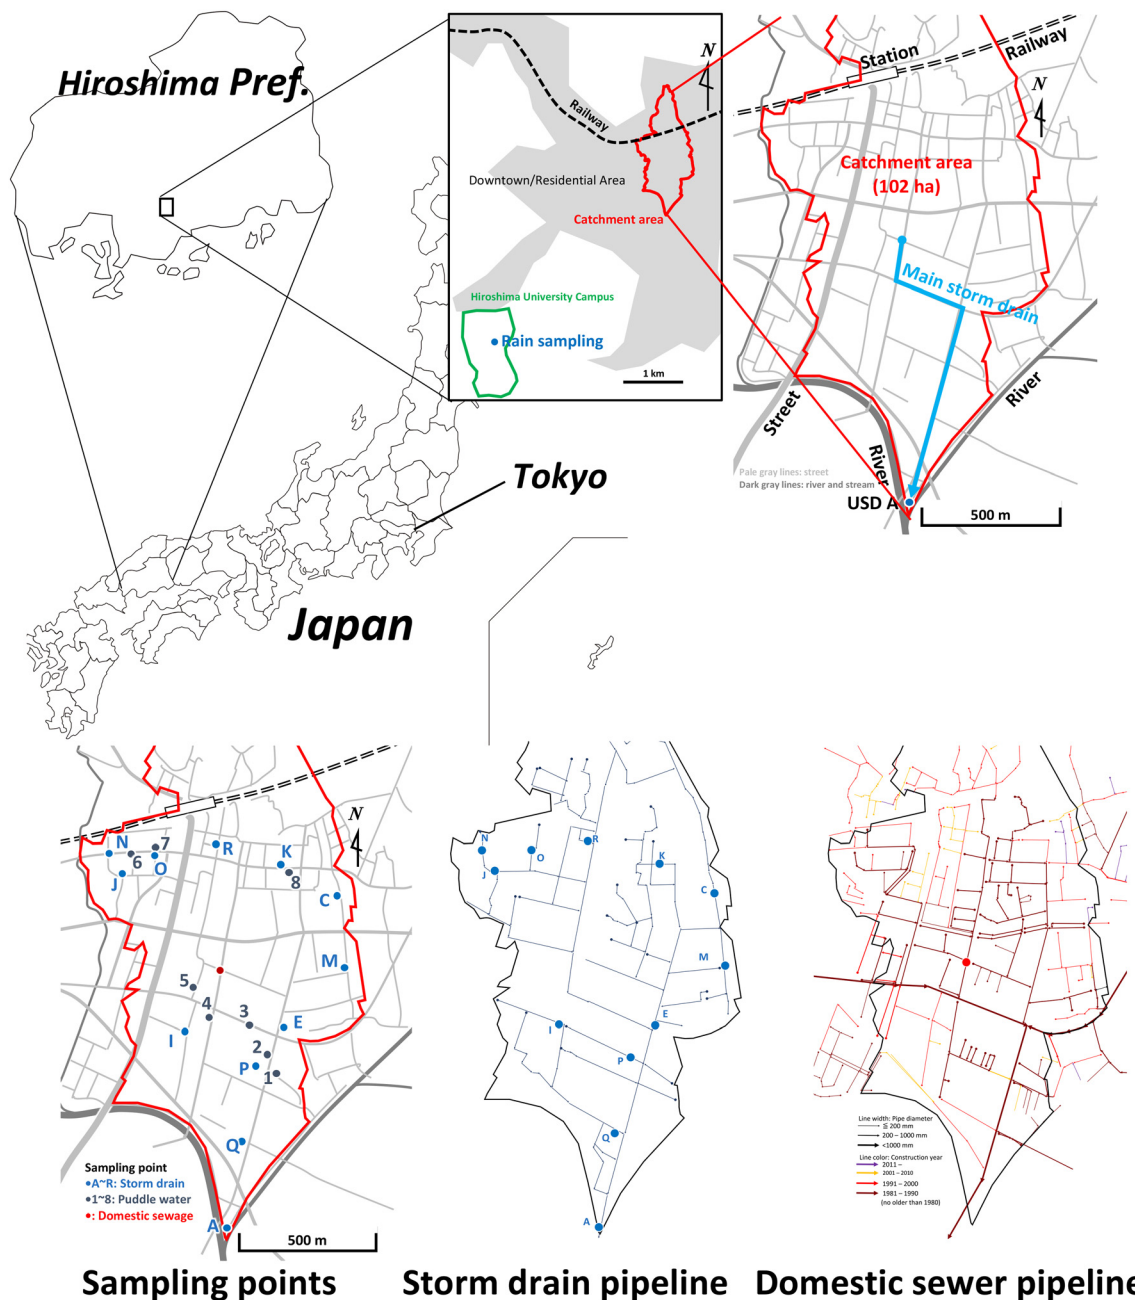 Hiroshima Pref.
N
Railway
Downtown/Residential Area
Catchment area
Hiroshima University Campus
Rain sampling
1 km
Station
Railway
N
Catchment area
(102 ha)
Main storm drain
Street
River
River
Pale gray lines: street
Dark gray lines: river and stream
USD A
500 m
Tokyo
Japan
N
N
7
6
O
J
R
K
8
C
M
5
4
3
E
I
2
P
1
Q
A
Sampling point
A~R: Storm drain
1~8: Puddle water
: Domestic sewage
500 m
Sampling points
N
O
R
J
K
C
M
E
I
P
Q
A
Storm drain pipeline
Line width: Pipe diameter
≦ 200 mm
200 – 1000 mm
<1000 mm
Line color: Construction year
2011 –
2001 – 2010
1991 – 2000
1981 – 1990
(no older than 1980)
Domestic sewer pipeline